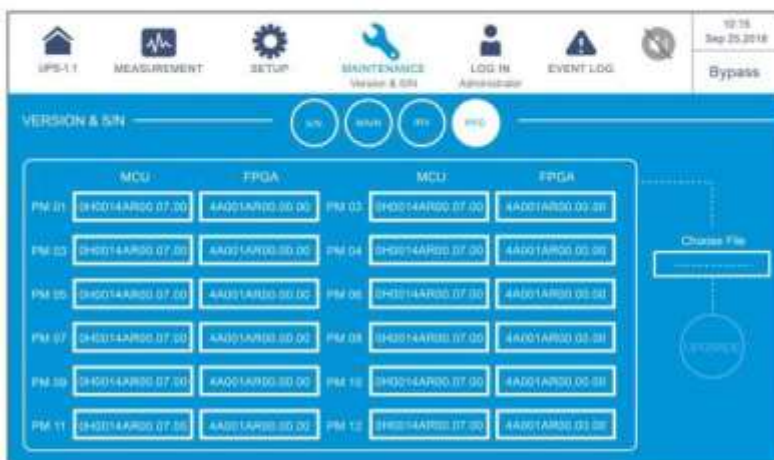 10:15
Sep 25,2018
UPS-1.1 MEASUREMENT SETUP MAINTENANCE LOG IN EVENT LOG
Version & S/N Administrator
Bypass
VERSION & S/N
S/N MAIN
MCU FPGA MCU FPGA
PM 01 0H0014AR00.07.00 4A001AR00.00.00 PM 02 0H0014AR00.07.00 4A001AR00.00.00
PM 03 0H0014AR00.07.00 4A001AR00.00.00 PM 04 0H0014AR00.07.00 4A001AR00.00.00
Choose File
PM 05 0H0014AR00.07.00 4A001AR00.00.00 PM 06 0H0014AR00.07.00 4A001AR00.00.00
PM 07 0H0014AR00.07.00 4A001AR00.00.00 PM 08 0H0014AR00.07.00 4A001AR00.00.00
UPGRADE
PM 09 0H0014AR00.07.00 4A001AR00.00.00 PM 10 0H0014AR00.07.00 4A001AR00.00.00
PM 11 0H0014AR00.07.00 4A001AR00.00.00 PM 12 0H0014AR00.07.00 4A001AR00.00.00